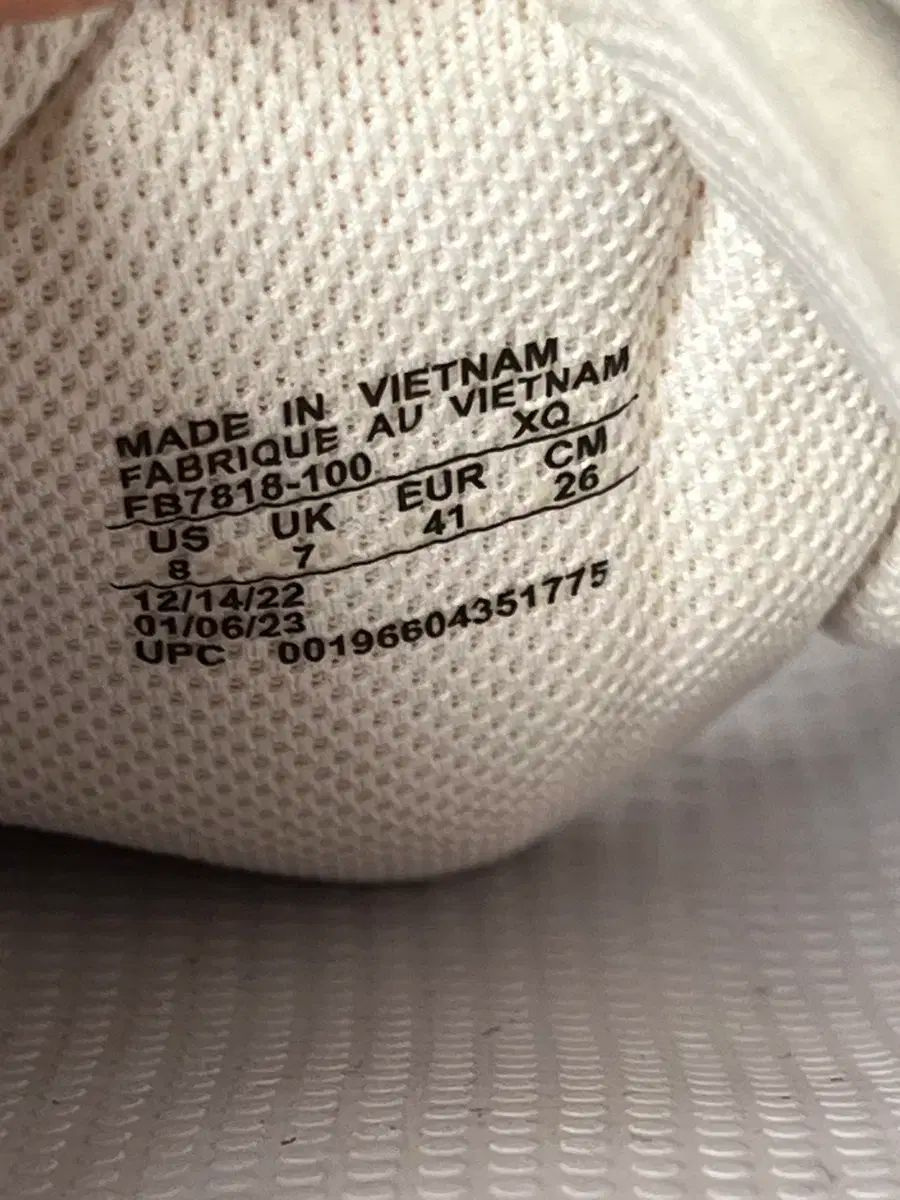 MADE IN VIETNAM
FABRIQUE AU VIETNAM
FB7818-100 XQ
US UK EUR CM
8 7 41 26
12/14/22
01/06/23
UPC 00196604351775